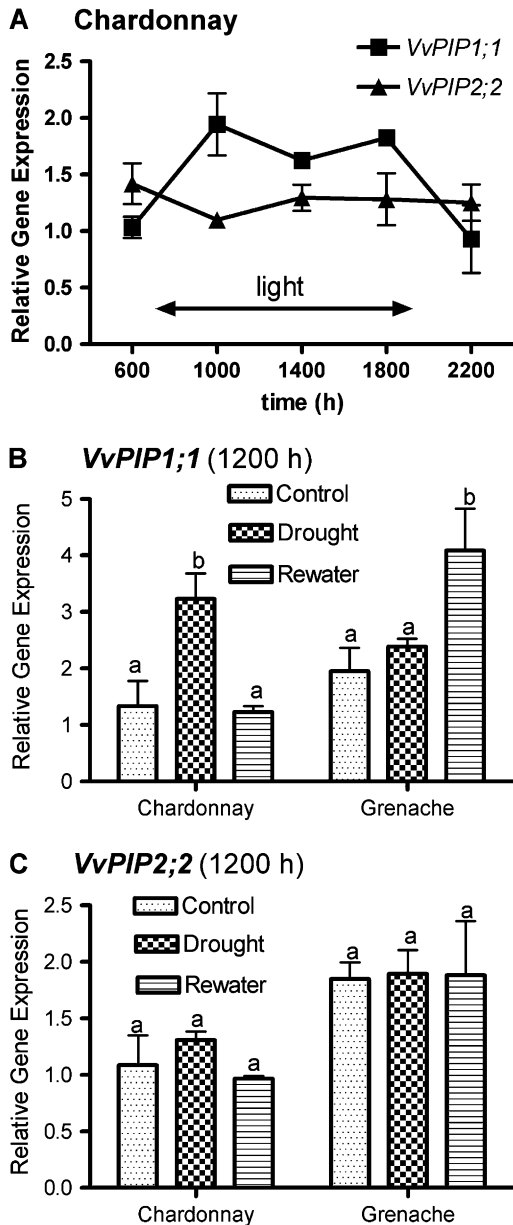 A Chardonnay
VvPIP1;1
VvPIP2;2
Relative Gene Expression
2.5
2.0
1.5
1.0
0.5
0.0
light
600 1000 1400 1800 2200
time (h)
B VvPIP1;1 (1200 h)
Relative Gene Expression
5
4
3
2
1
0
Control
Drought
Rewater
a b a a a b
Chardonnay Grenache
C VvPIP2;2 (1200 h)
Relative Gene Expression
2.5
2.0
1.5
1.0
0.5
0.0
Control
Drought
Rewater
a a a a a a
Chardonnay Grenache